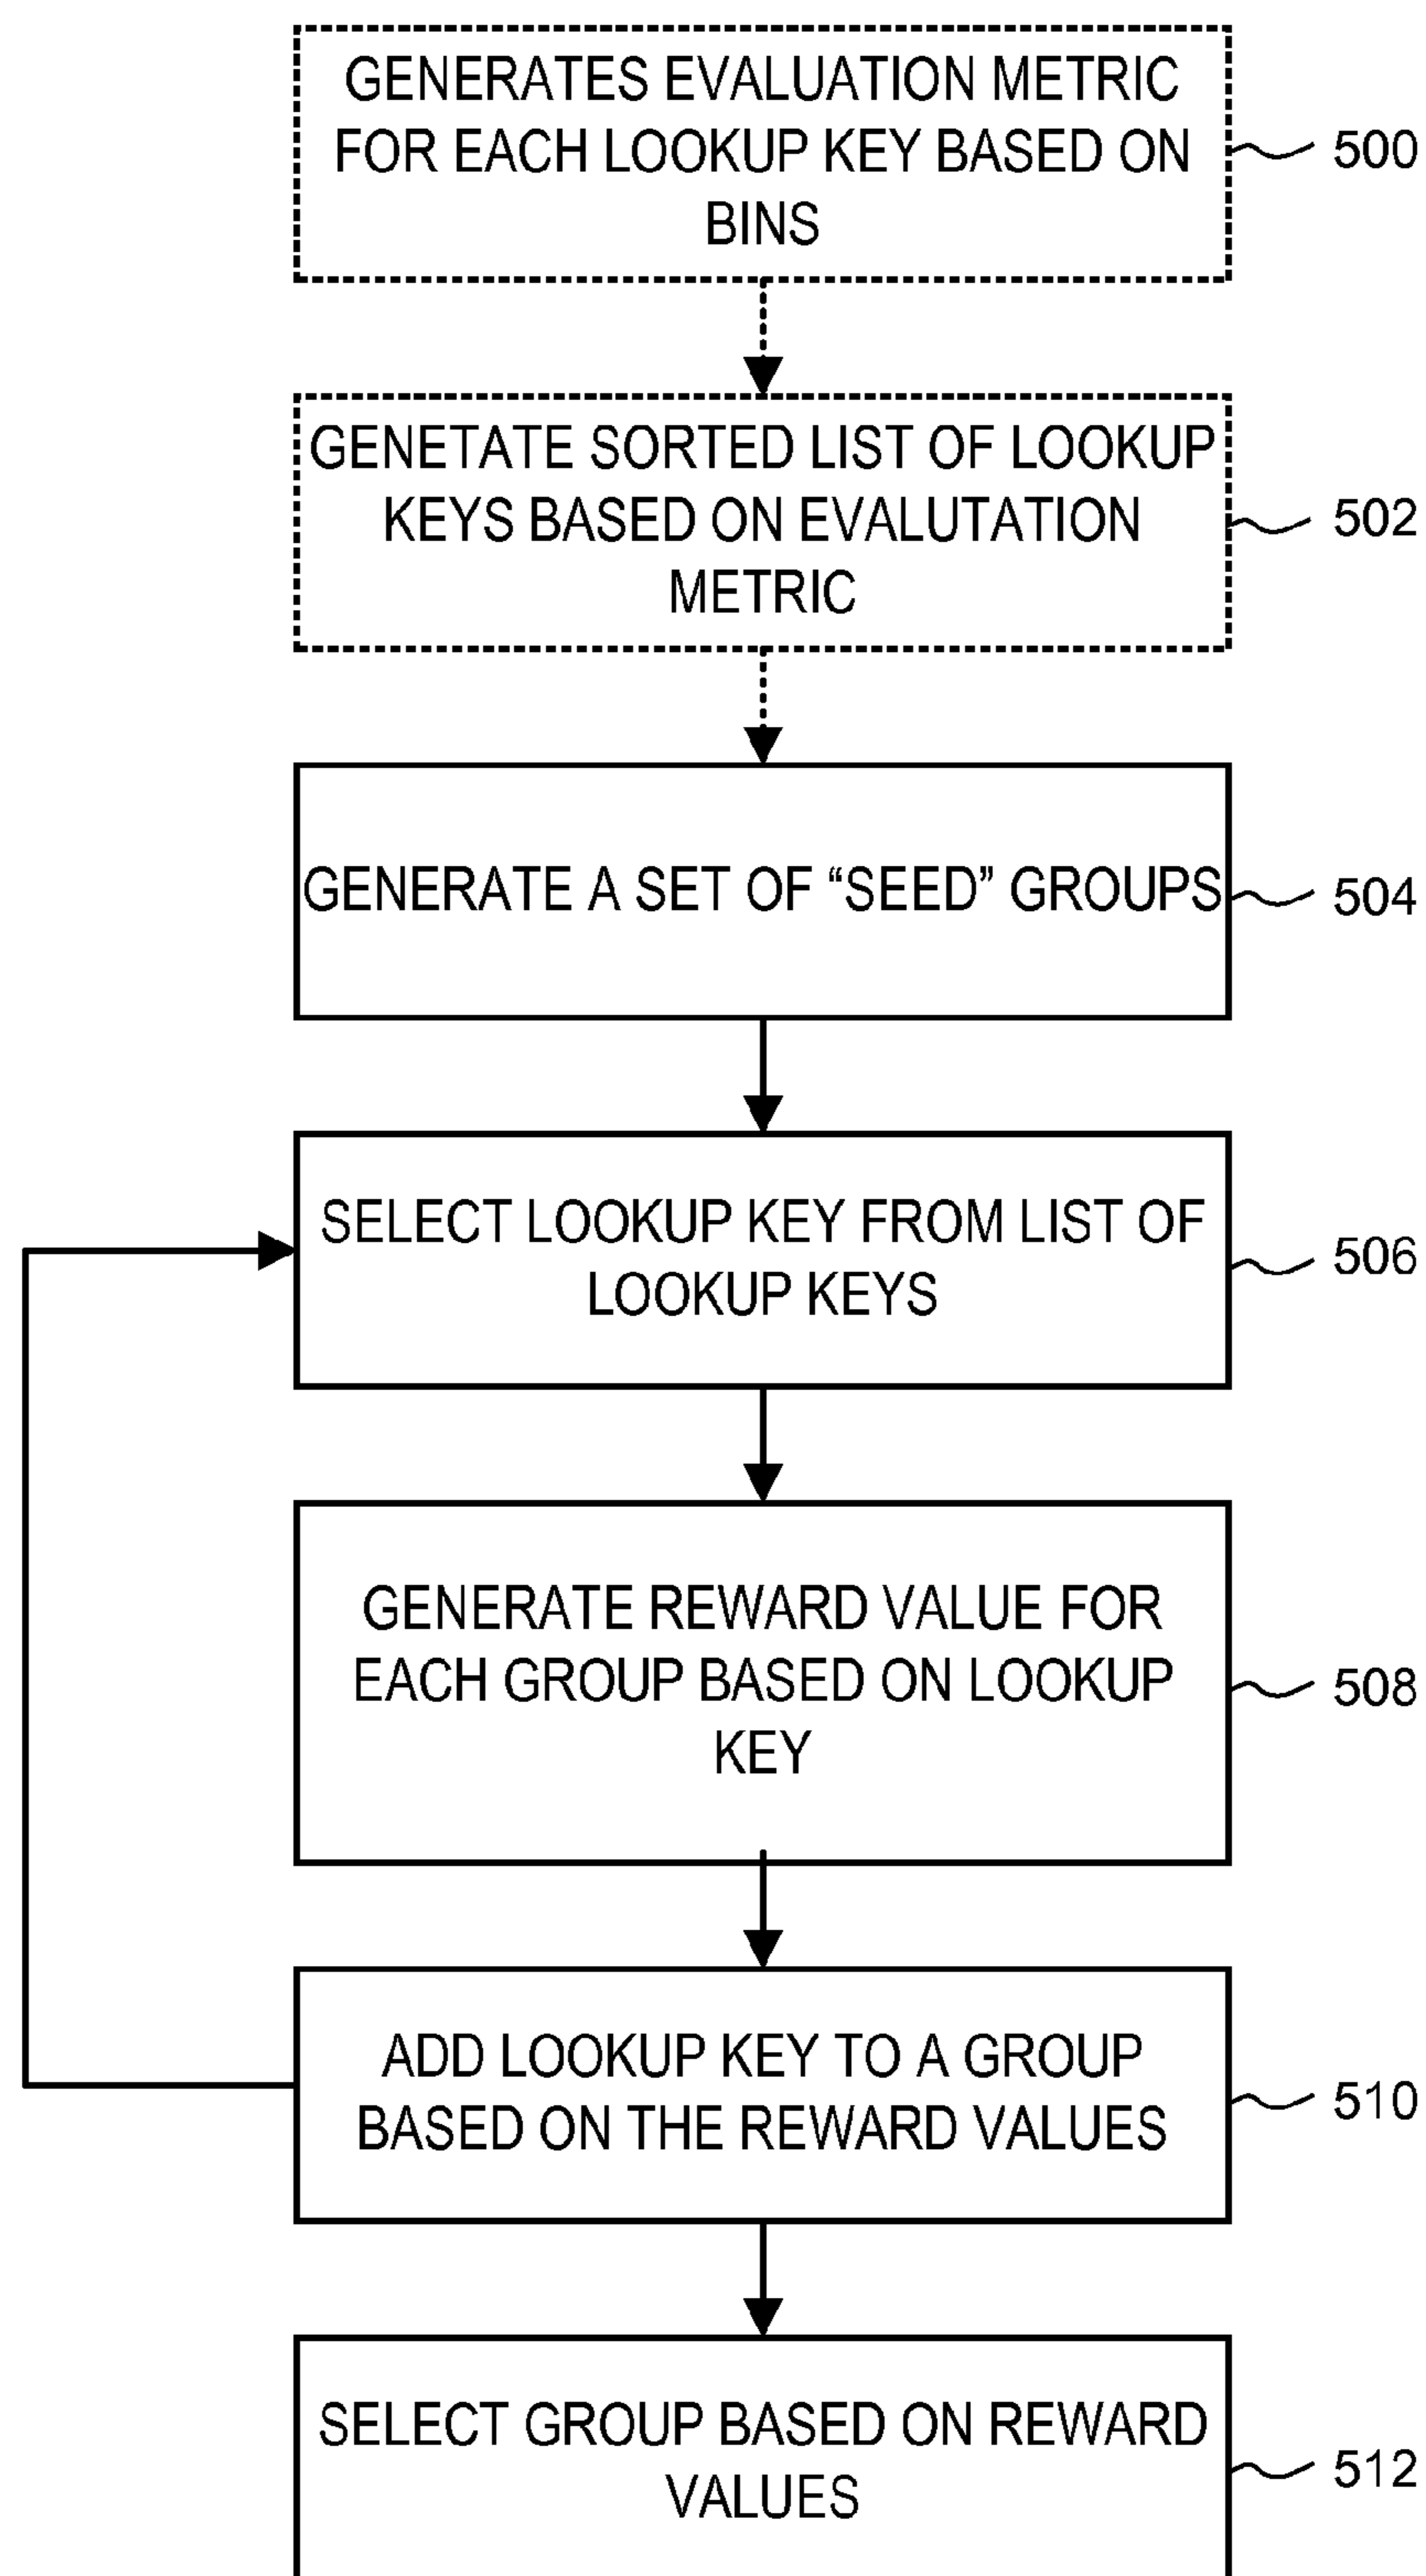 GENERATES EVALUATION METRIC
FOR EACH LOOKUP KEY BASED ON
BINS
500
GENETATE SORTED LIST OF LOOKUP
KEYS BASED ON EVALUTATION
METRIC
502
GENERATE A SET OF “SEED” GROUPS
504
SELECT LOOKUP KEY FROM LIST OF
LOOKUP KEYS
506
GENERATE REWARD VALUE FOR
EACH GROUP BASED ON LOOKUP
KEY
508
ADD LOOKUP KEY TO A GROUP
BASED ON THE REWARD VALUES
510
SELECT GROUP BASED ON REWARD
VALUES
512